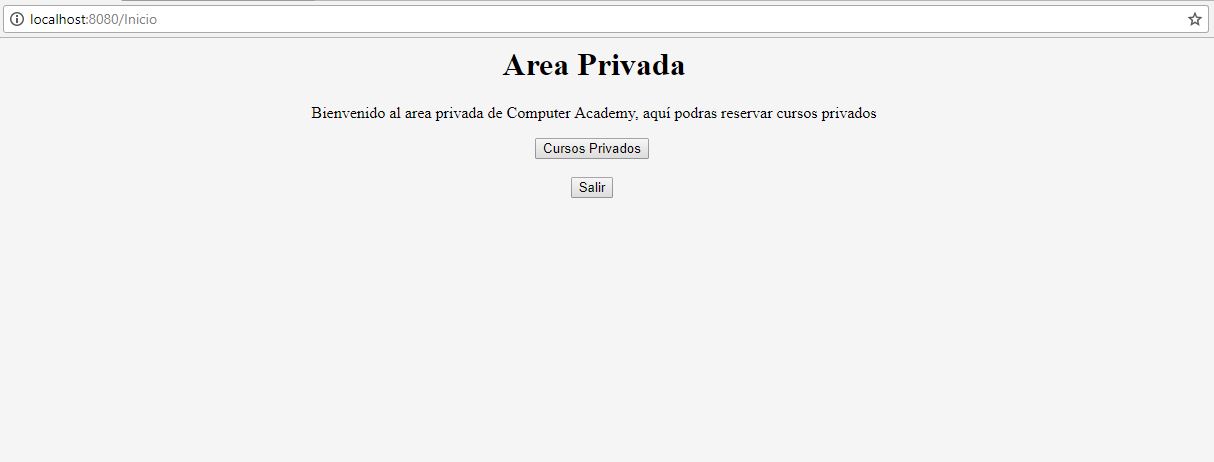 localhost:8080/Inicio
Area Privada
Bienvenido al area privada de Computer Academy, aquí podras reservar cursos privados
Cursos Privados
Salir